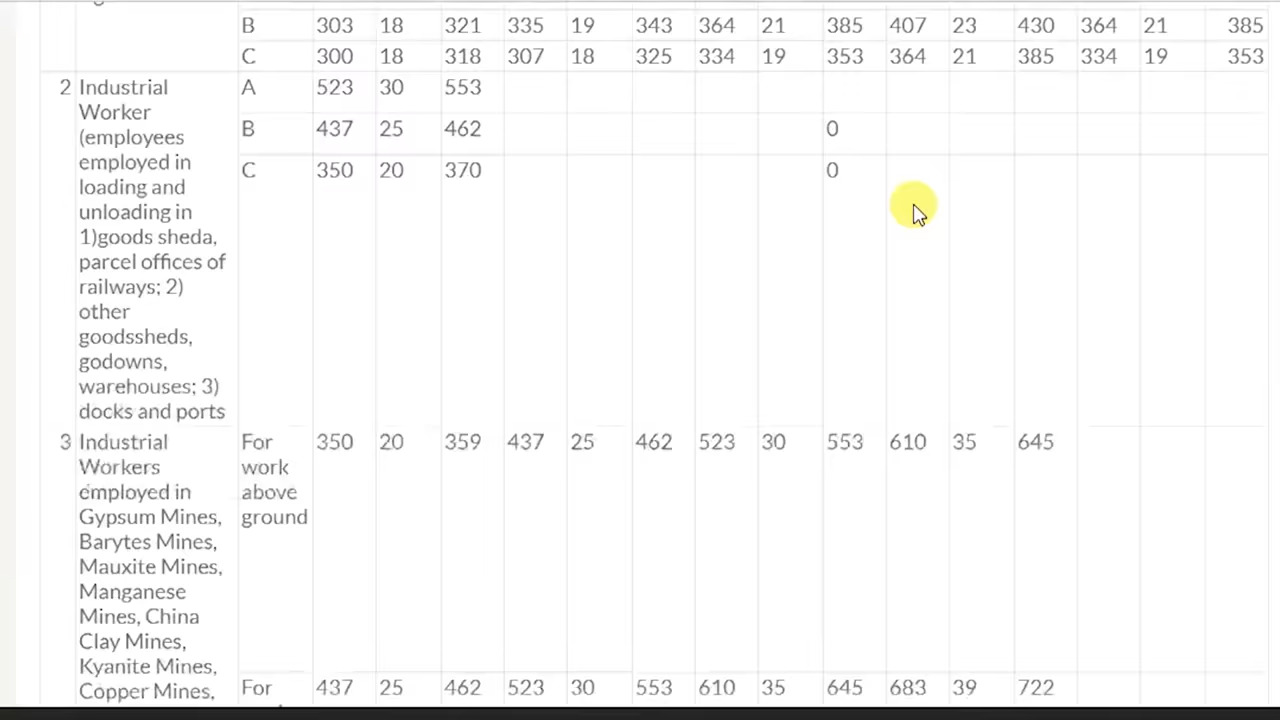 B 303 18 321 335 19 343 364 21 385 407 23 430 364 21 385
C 300 18 318 307 18 325 334 19 353 364 21 385 334 19 353
2 Industrial A 523 30 553
Worker
(employees B 437 25 462 0
employed in
loading and C 350 20 370 0
unloading in
1)goods sheda,
parcel offices of
railways; 2)
other
goodssheds,
godowns,
warehouses; 3)
docks and ports
3 Industrial For 350 20 359 437 25 462 523 30 553 610 35 645
Workers work
employed in above
Gypsum Mines, ground
Barytes Mines,
Mauxite Mines,
Manganese
Mines, China
Clay Mines,
Kyanite Mines,
Copper Mines, For 437 25 462 523 30 553 610 35 645 683 39 722